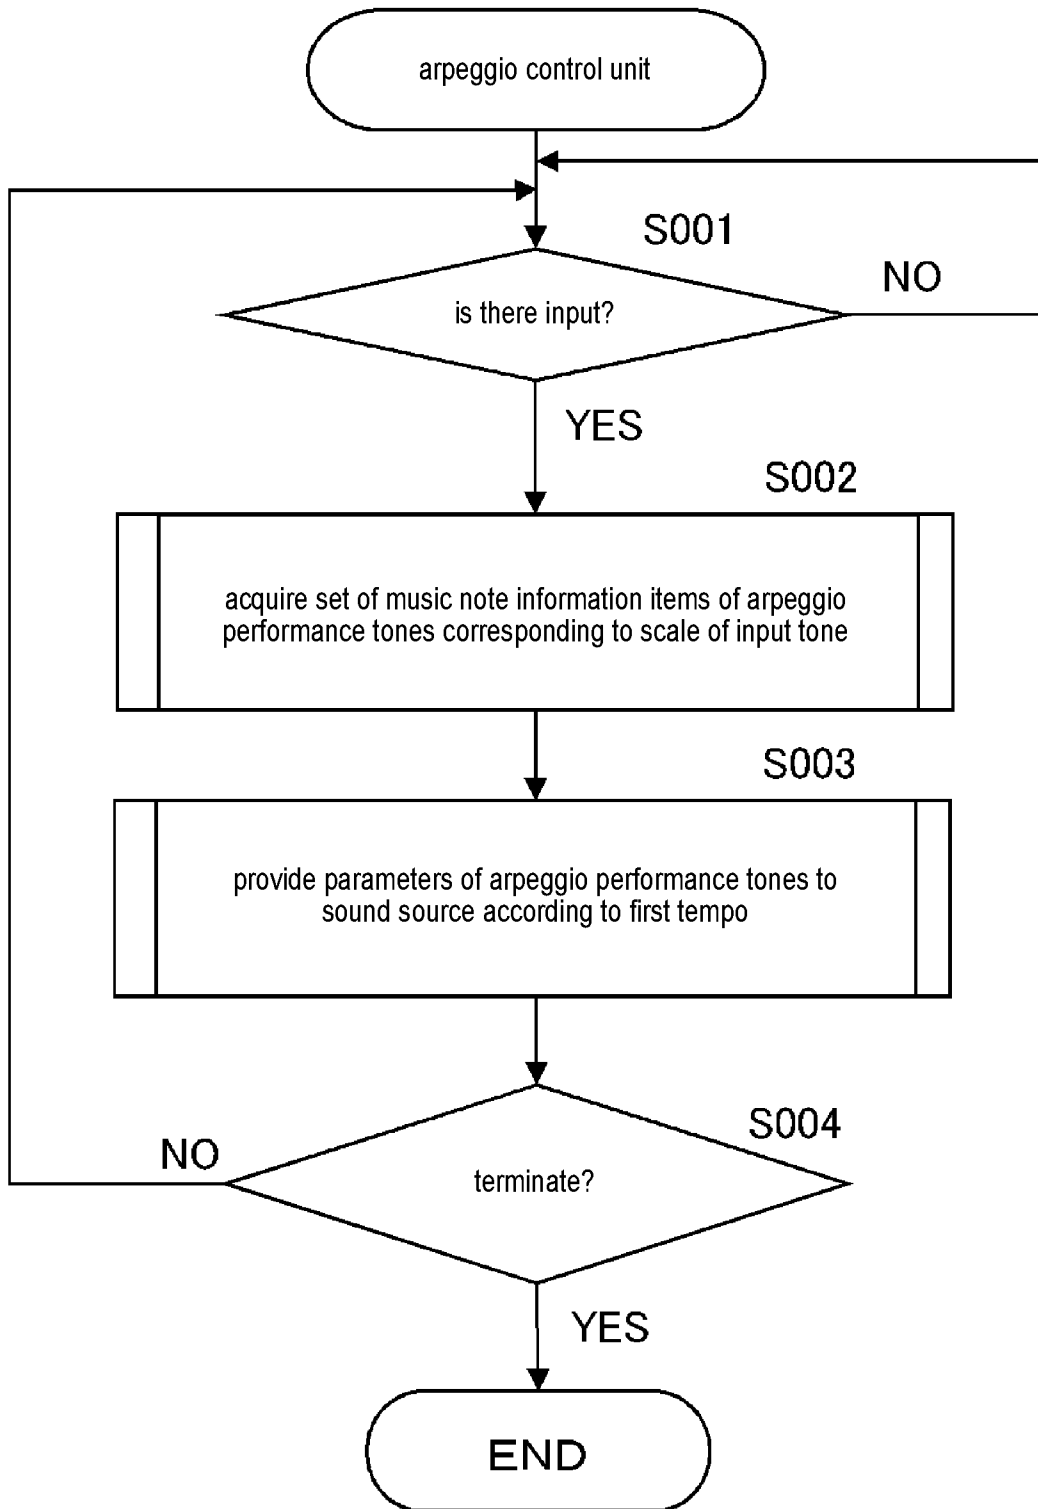 arpeggio control unit
S001
is there input?
NO
YES
S002
acquire set of music note information items of arpeggio
performance tones corresponding to scale of input tone
S003
provide parameters of arpeggio performance tones to
sound source according to first tempo
S004
NO
terminate?
YES
END